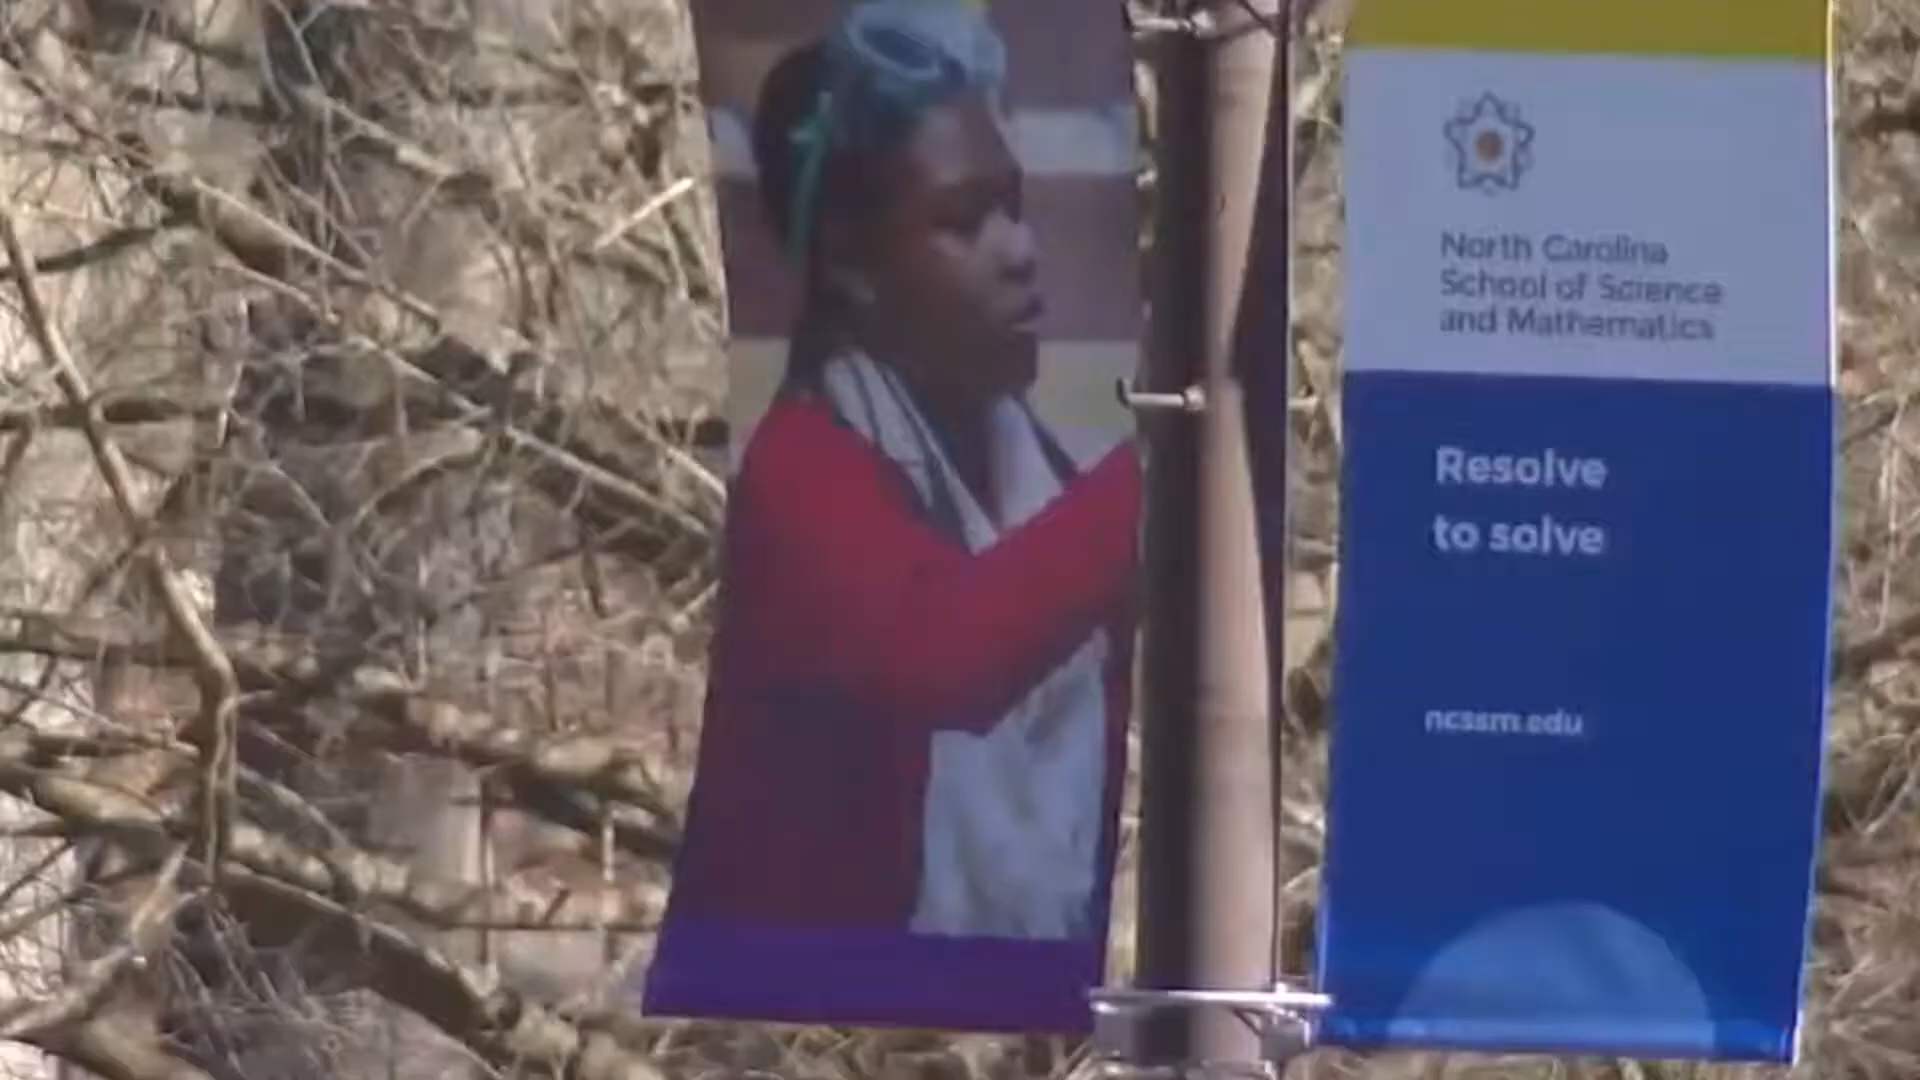 North Carolina
School of Science
and Mathematics
Resolve
to solve
ncssm.edu